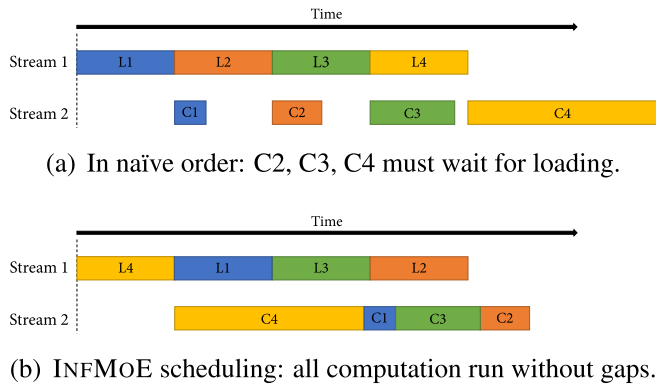 Time
Stream 1 L1 L2 L3 L4
Stream 2 C1 C2 C3 C4
(a) In naïve order: C2, C3, C4 must wait for loading.
Time
Stream 1 L4 L1 L3 L2
Stream 2 C4 C1 C3 C2
(b) INFMOE scheduling: all computation run without gaps.